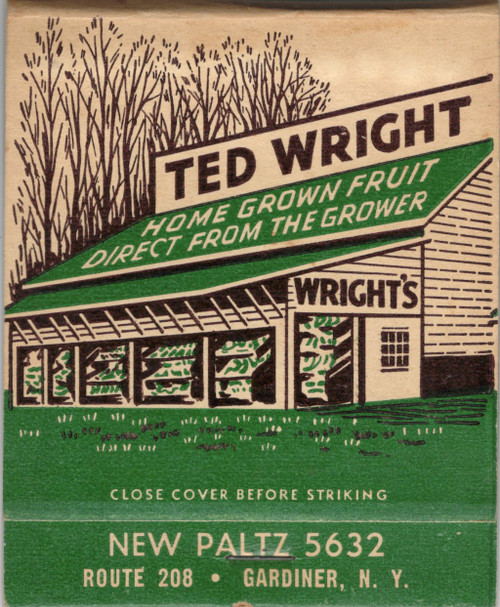 TED WRIGHT
HOME GROWN FRUIT
DIRECT FROM THE GROWER
WRIGHT'S
CLOSE COVER BEFORE STRIKING
NEW PALTZ 5632
ROUTE 208 • GARDINER, N. Y.